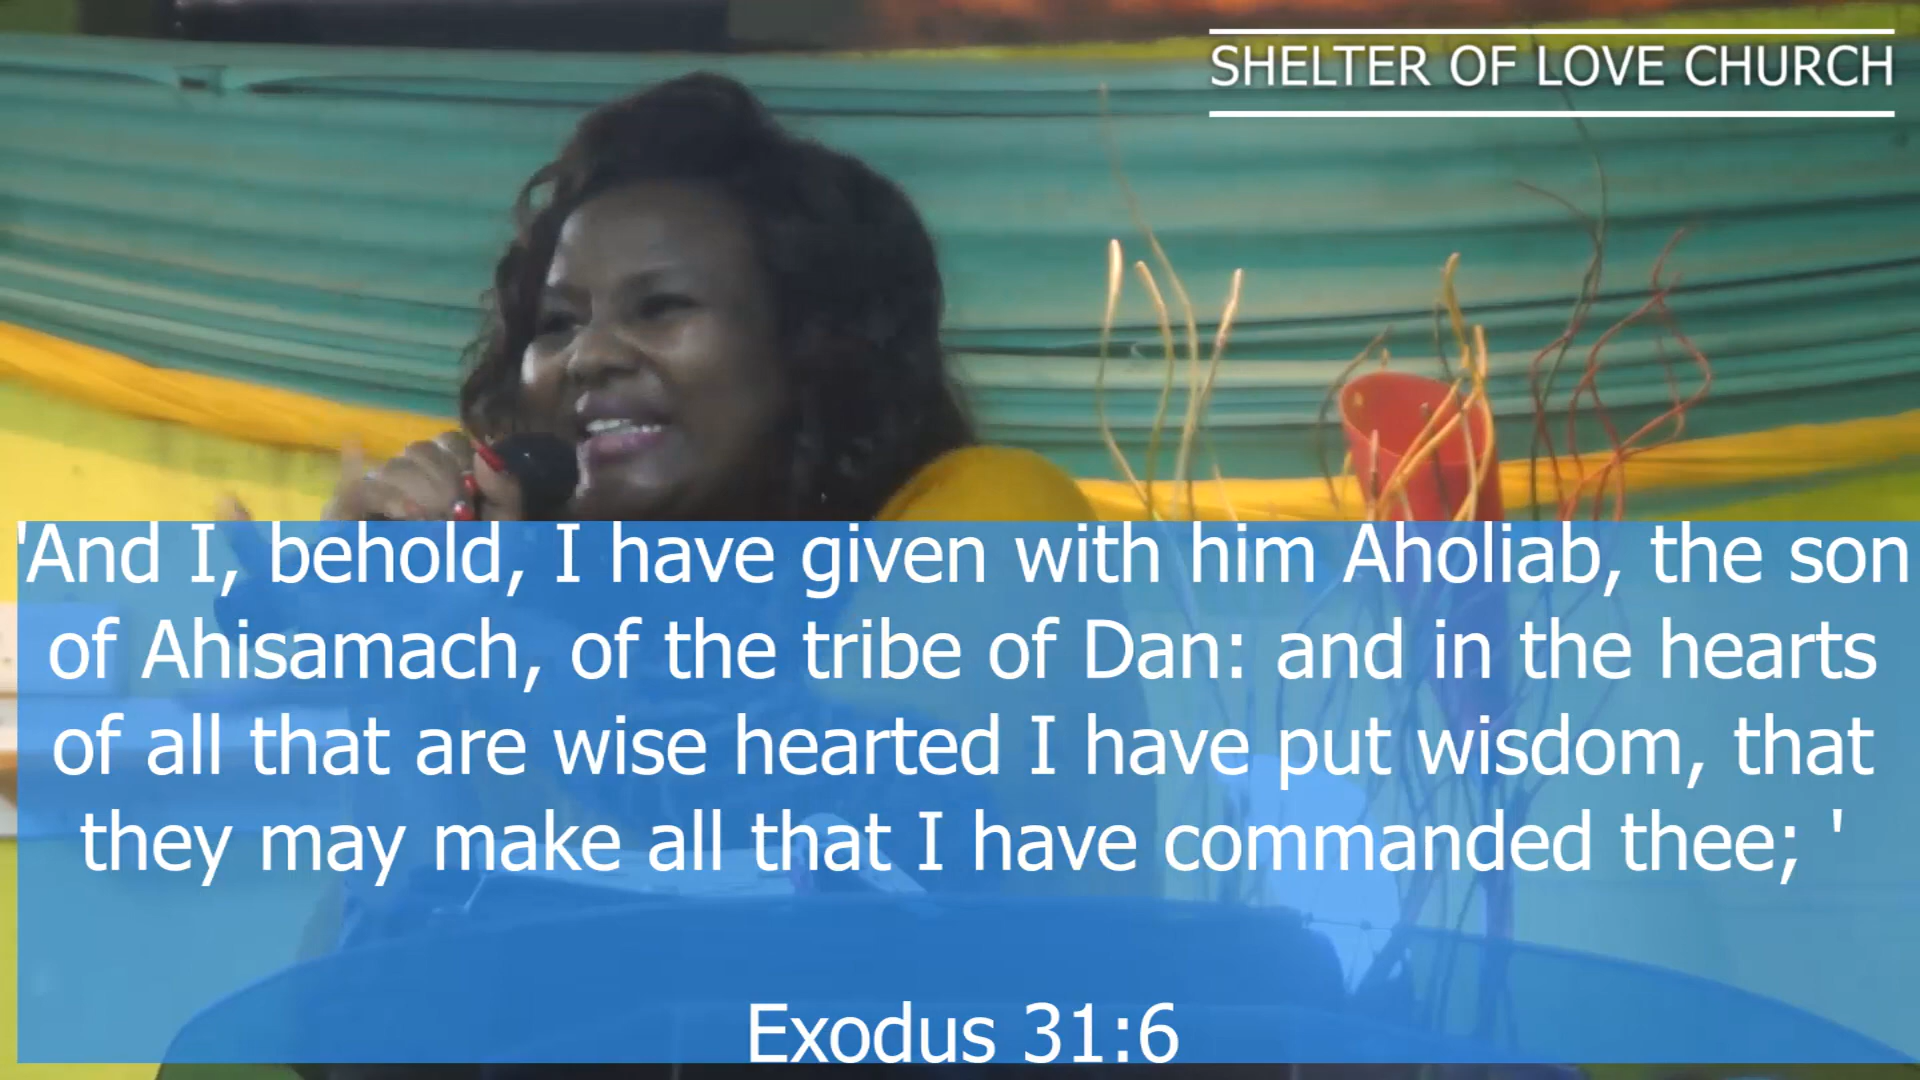 SHELTER OF LOVE CHURCH
'And I, behold, I have given with him Aholiab, the son
of Ahisamach, of the tribe of Dan: and in the hearts
of all that are wise hearted I have put wisdom, that
they may make all that I have commanded thee; '
Exodus 31:6